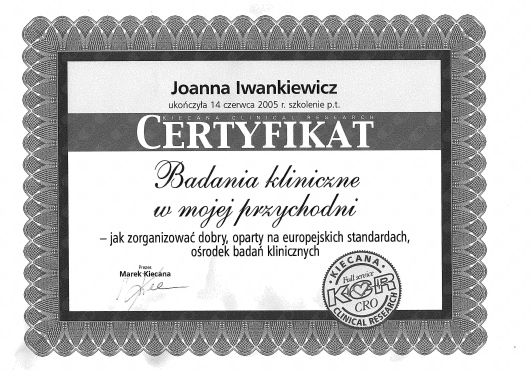 Joanna Iwankiewicz
ukończyła 14 czerwca 2005 r. szkolenie p.t.
KIECANA CLINICAL RESEARCH
CERTYFIKAT
Badania kliniczne
w mojej przychodni
– jak zorganizować dobry, oparty na europejskich standardach,
ośrodek badań klinicznych
Prezes
Marek Kiecana
• KIECANA •
Full service
KCR
CRO
CLINICAL RESEARCH